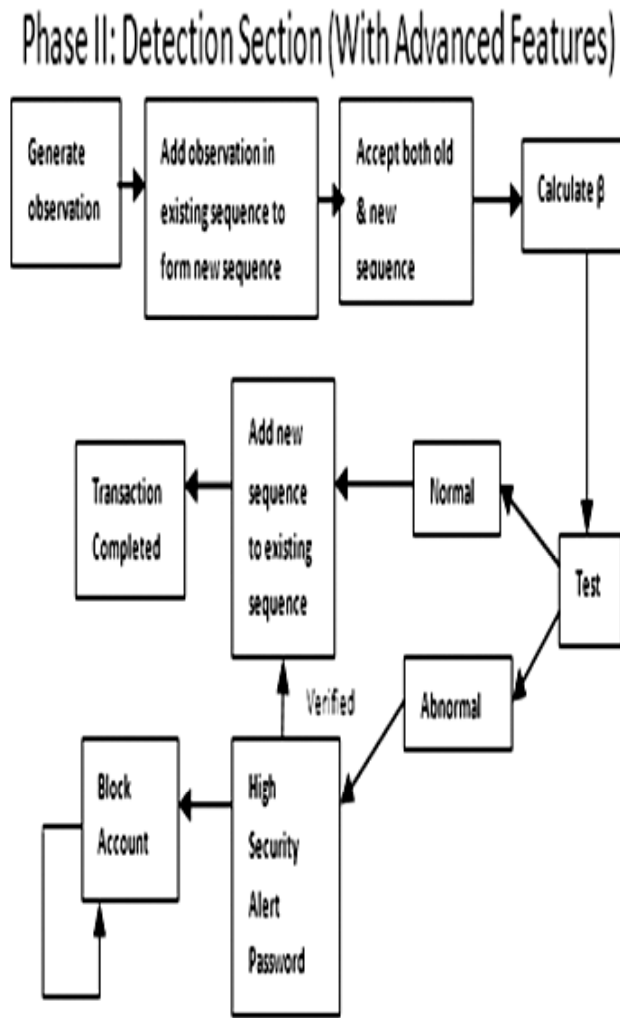 Phase II: Detection Section (With Advanced Features)
Generate
observation
Add observation in
existing sequence to
form new sequence
Accept both old
& new
sequence
Calculate β
Add new
sequence
to existing
sequence
Transaction
Completed
Normal
Test
Abnormal
Verified
High
Security
Alert
Password
Block
Account